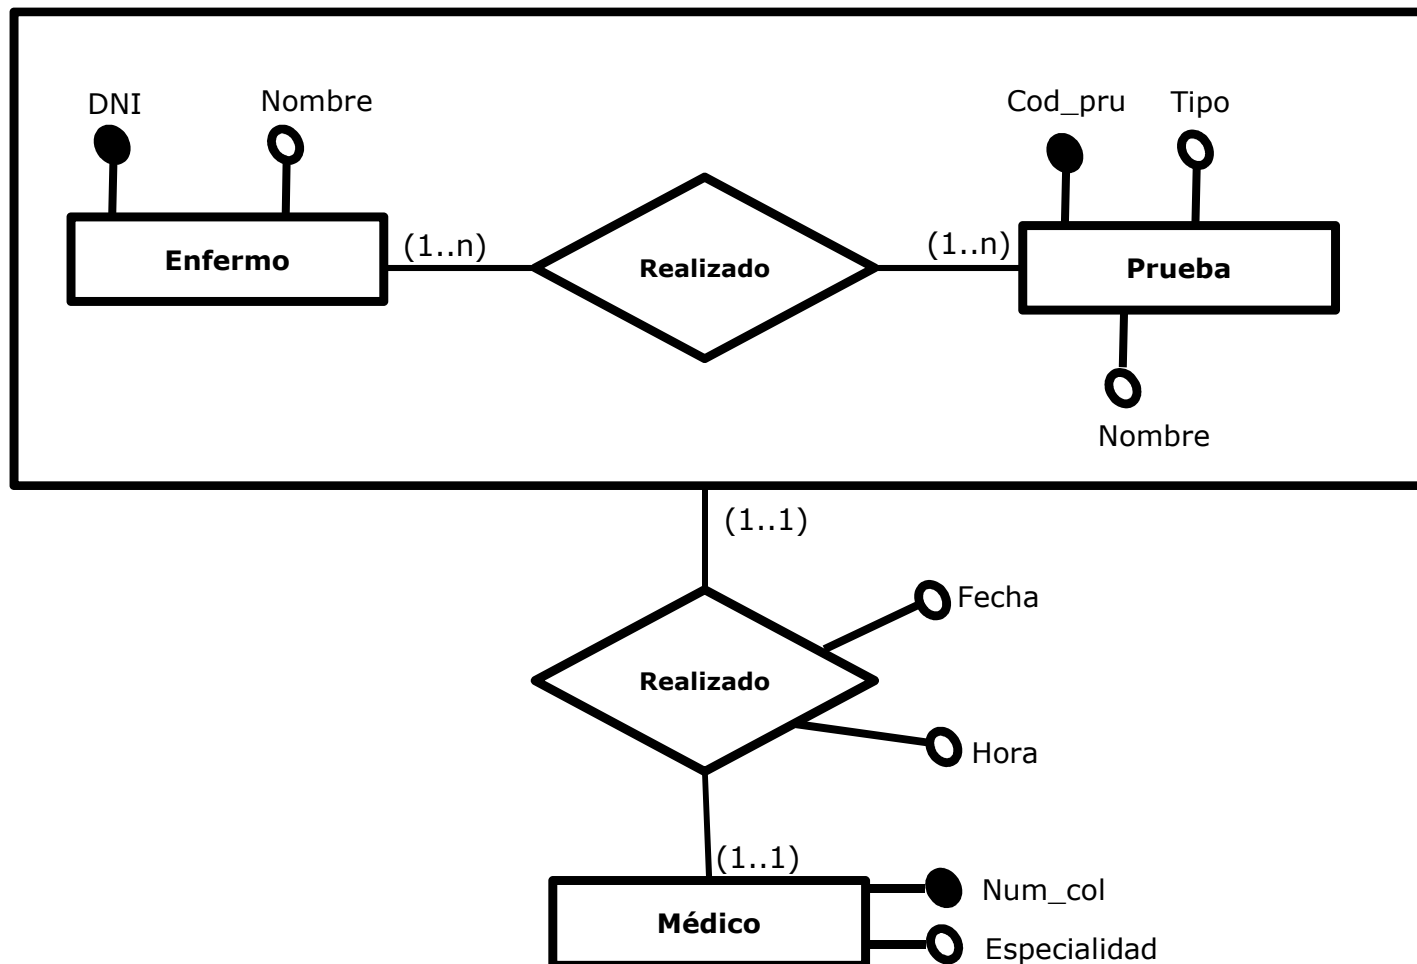 DNI
Nombre
Cod_pru
Tipo
Enfermo
(1..n)
Realizado
(1..n)
Prueba
Nombre
(1..1)
Fecha
Realizado
Hora
(1..1)
Médico
Num_col
Especialidad